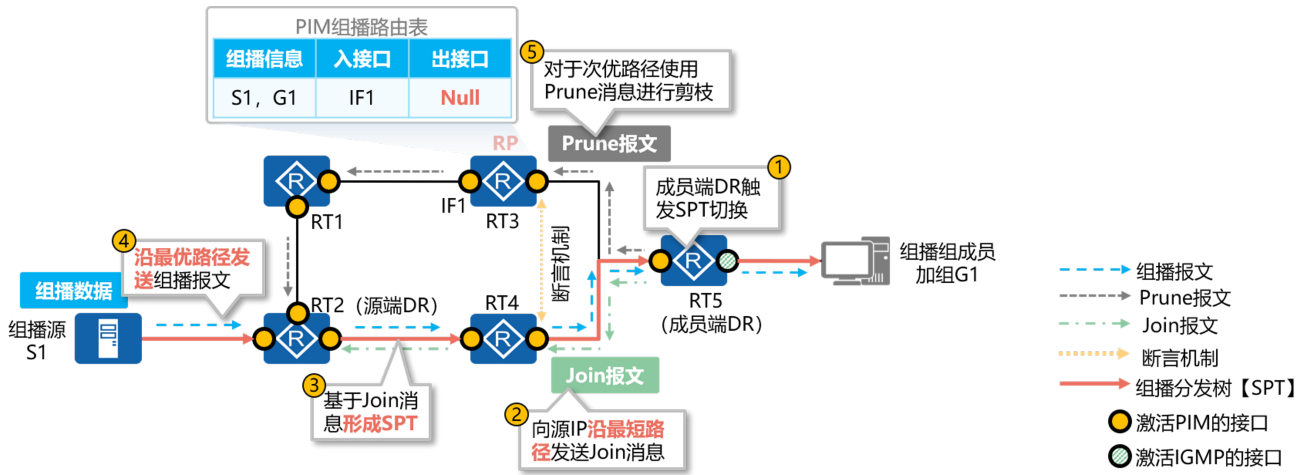 PIM组播路由表
组播信息 入接口 出接口
S1，G1 IF1 Null
5
对于次优路径使用
Prune消息进行剪枝
RP
Prune报文
1
成员端DR触
发SPT切换
R
RT1
IF1
R
RT3
4
沿最优路径发
送组播报文
断言机制
R
RT5
（成员端DR）
组播组成员
加组G1
组播数据
组播源
S1
RT2（源端DR）
R
RT4
R
3
基于Join消
息形成SPT
Join报文
2
向源IP沿最短路
径发送Join消息
组播报文
Prune报文
Join报文
断言机制
组播分发树【SPT】
激活PIM的接口
激活IGMP的接口